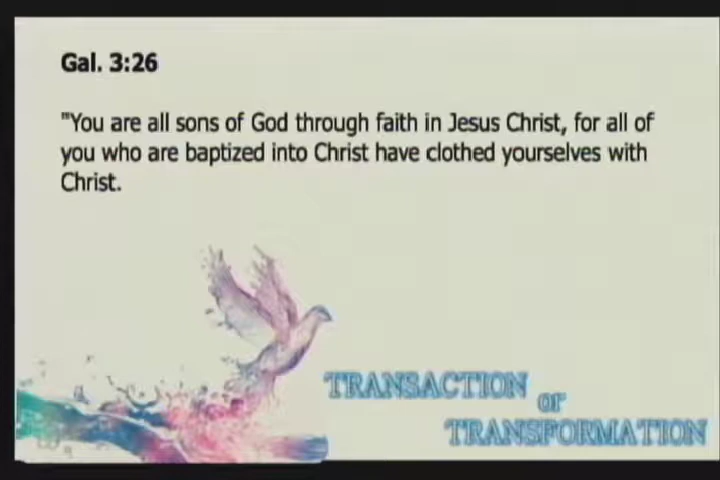 Gal. 3:26
"You are all sons of God through faith in Jesus Christ, for all of
you who are baptized into Christ have clothed yourselves with
Christ.
TRANSACTION
or
TRANSFORMATION